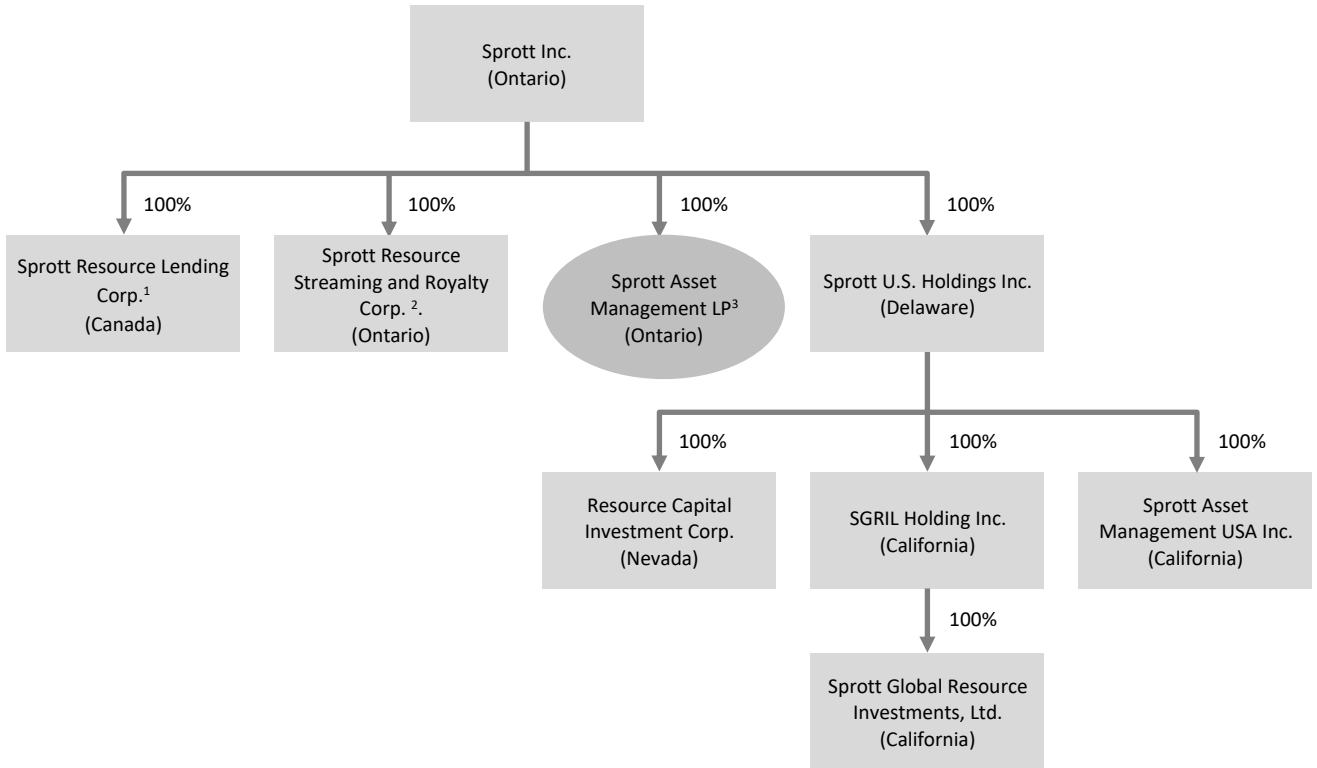 Sprott Inc.
(Ontario)
100%
100%
100%
100%
Sprott Resource Lending
Corp.¹
(Canada)
Sprott Resource
Streaming and Royalty
Corp. ².
(Ontario)
Sprott Asset
Management LP³
(Ontario)
Sprott U.S. Holdings Inc.
(Delaware)
100%
100%
100%
Resource Capital
Investment Corp.
(Nevada)
SGRIL Holding Inc.
(California)
Sprott Asset
Management USA Inc.
(California)
100%
Sprott Global Resource
Investments, Ltd.
(California)